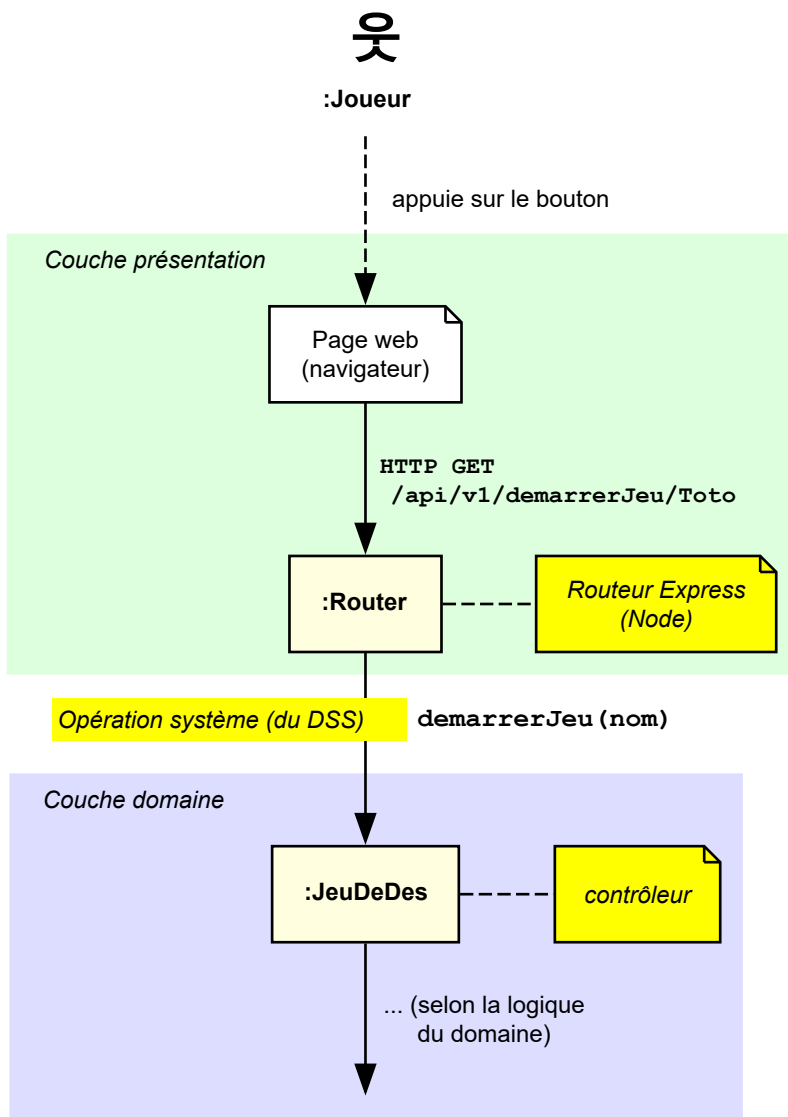 웃
:Joueur
appuie sur le bouton
Couche présentation
Page web
(navigateur)
HTTP GET
/api/v1/demarrerJeu/Toto
:Router
Routeur Express
(Node)
Opération système (du DSS)
demarrerJeu(nom)
Couche domaine
:JeuDeDes
contrôleur
... (selon la logique
du domaine)